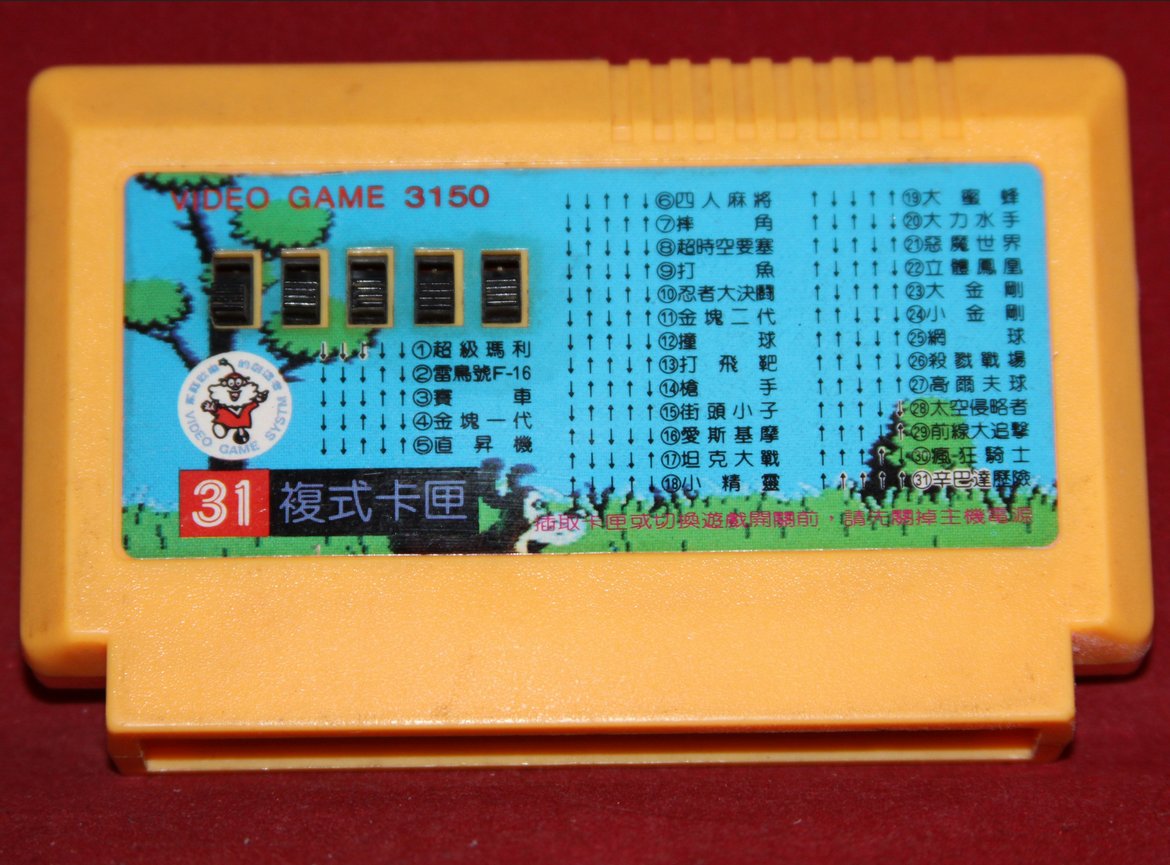 VIDEO GAME 3150
①超級瑪利
②雷鳥號F-16
③賽車
④金塊一代
⑤直昇機
VIDEO GAME SYSTM
31 複式卡匣
⑥四人麻將
⑦摔角
⑧超時空要塞
⑨打魚
⑩忍者大決鬪
⑪金塊二代
⑫撞球
⑬打飛靶
⑭槍手
⑮街頭小子
⑯愛斯基摩
⑰坦克大戰
⑱小精靈
⑲大蜜蜂
⑳大力水手
㉑惡魔世界
㉒立體鳳凰
㉓大金剛
㉔小金剛
㉕網球
㉖殺戮戰場
㉗高爾夫球
㉘太空侵略者
㉙前線大追擊
㉚瘋狂騎士
㉛辛巴達歷險
插取卡匣或切換遊戲開關前，請先關掉主機電源